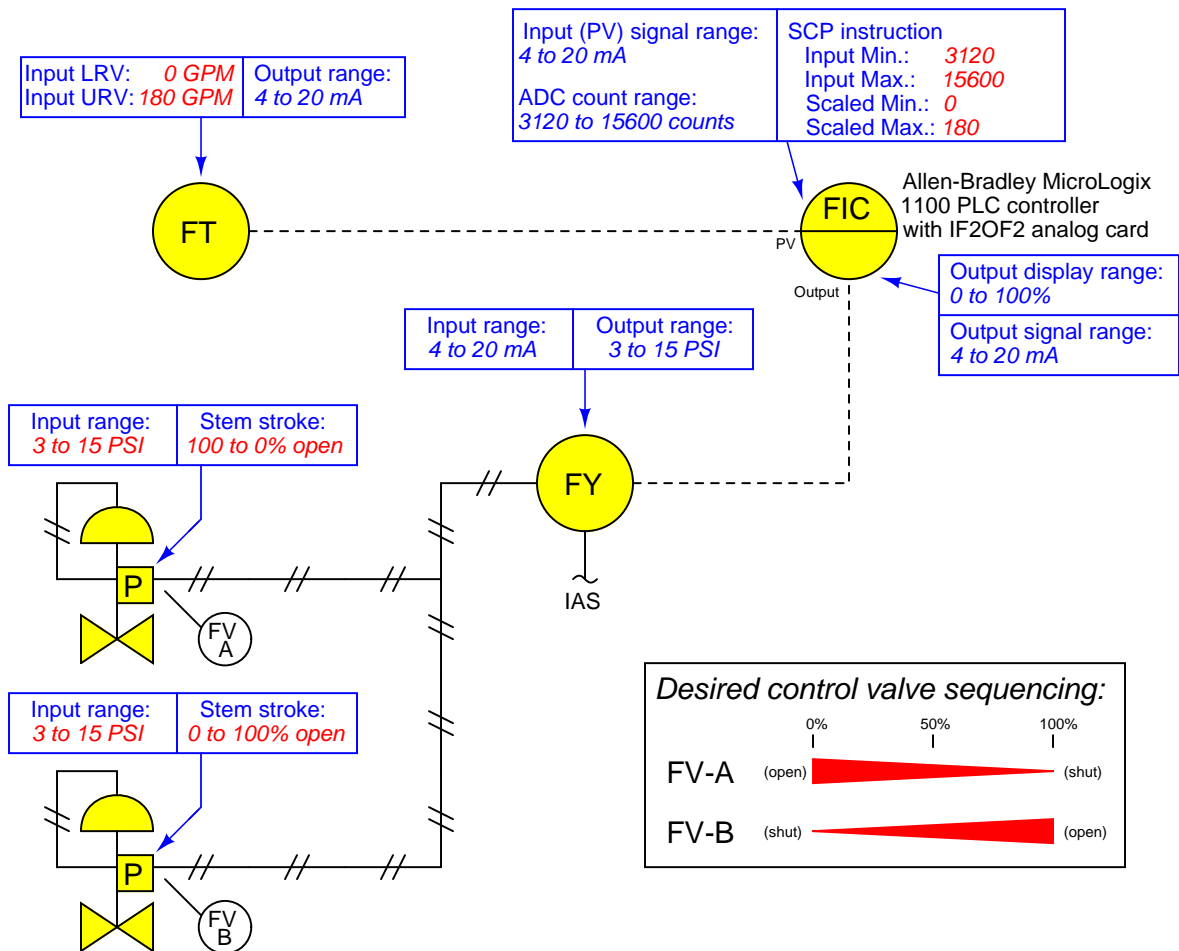 Input LRV: 0 GPM
Input URV: 180 GPM
Output range:
4 to 20 mA
Input (PV) signal range:
4 to 20 mA
ADC count range:
3120 to 15600 counts
SCP instruction
Input Min.: 3120
Input Max.: 15600
Scaled Min.: 0
Scaled Max.: 180
FT
FIC
PV
Output
Allen-Bradley MicroLogix
1100 PLC controller
with IF2OF2 analog card
Output display range:
0 to 100%
Output signal range:
4 to 20 mA
Input range:
4 to 20 mA
Output range:
3 to 15 PSI
FY
IAS
Input range:
3 to 15 PSI
Stem stroke:
100 to 0% open
P
FV
A
Input range:
3 to 15 PSI
Stem stroke:
0 to 100% open
P
FV
B
Desired control valve sequencing:
0% 50% 100%
FV-A (open) (shut)
FV-B (shut) (open)